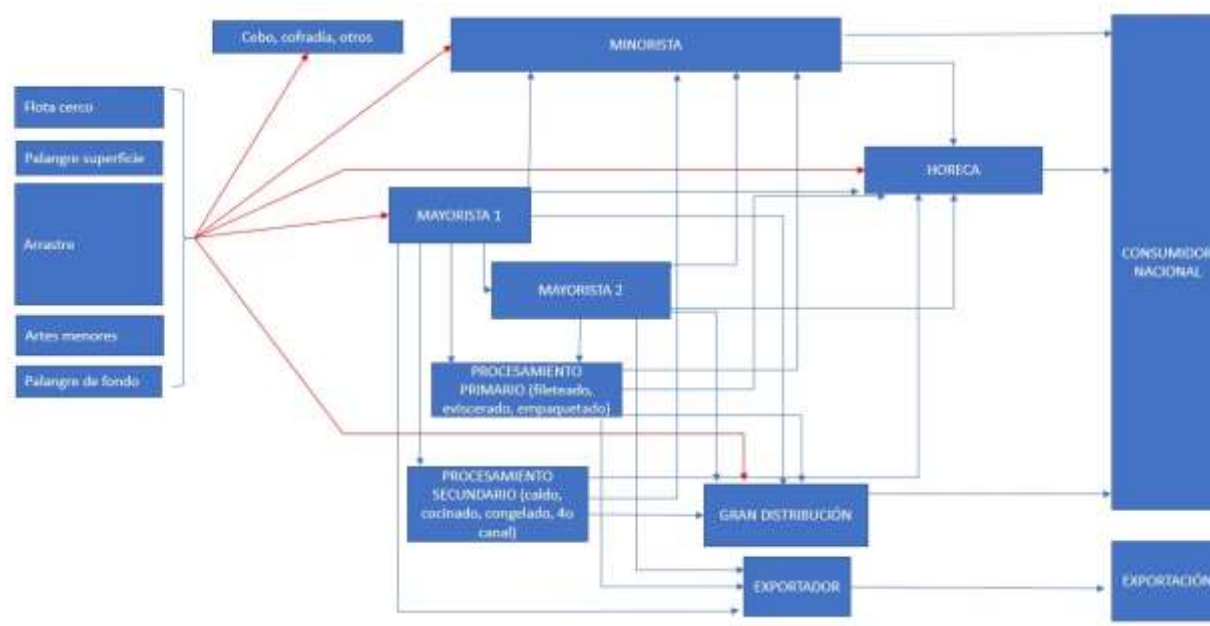 Cebo, cofradía, otros
MINORISTA
Flota cerco
Palangre superficie
Arrastro
Artes menores
Palangre de fondo
HORECA
MAYORISTA 1
MAYORISTA 2
CONSUMIDOR
NACIONAL
PROCESAMIENTO
PRIMARIO (fileteado,
eviscerado, empaquetado)
PROCESAMIENTO
SECUNDARIO (caldo,
cocinado, congelado, 4o
canal)
GRAN DISTRIBUCIÓN
EXPORTADOR
EXPORTACIÓN